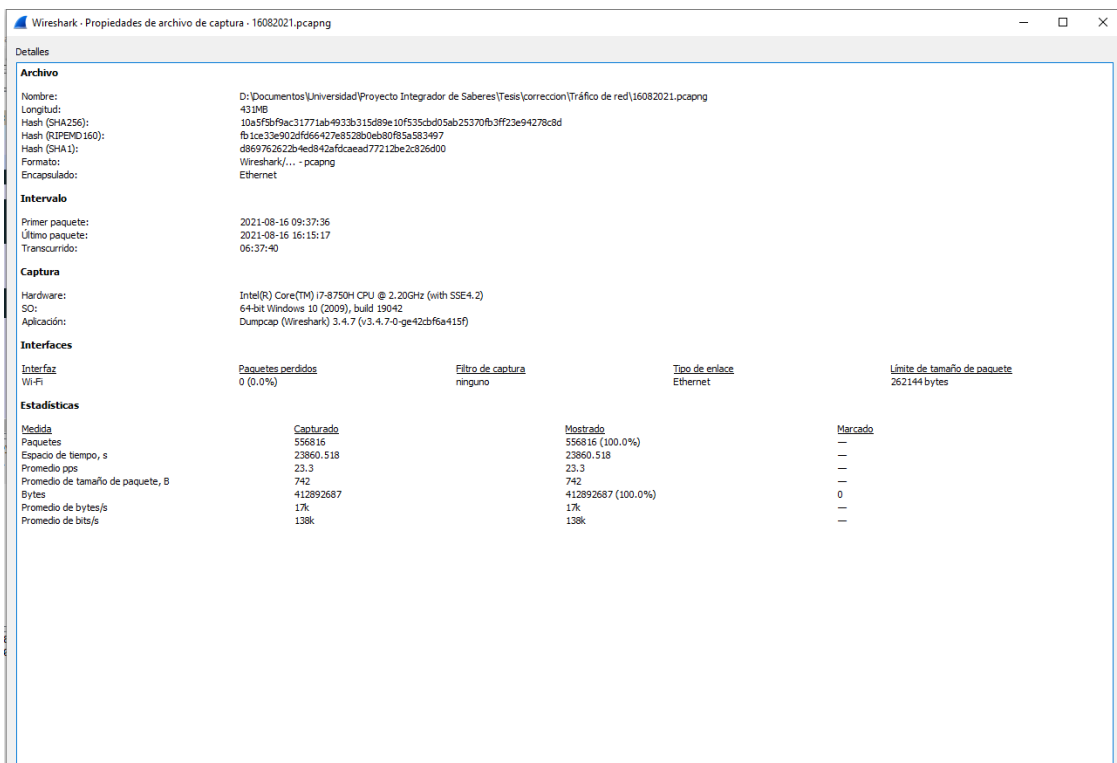 Wireshark · Propiedades de archivo de captura · 16082021.pcapng
Detalles
Archivo
Nombre: D:\Documentos\Universidad\Proyecto Integrador de Saberes\Tesis\correccion\Tráfico de red\16082021.pcapng
Longitud: 431MB
Hash (SHA256): 10a5f5bf9ac31771ab4933b315d89e10f535cbd05ab25370fb3ff23e94278c8d
Hash (RIPEMD160): fb1ce33e902dfd66427e8528b0eb80f85a583497
Hash (SHA1): d869762622b4ed842afdcaead77212be2c826d00
Formato: Wireshark/... - pcapng
Encapsulado: Ethernet
Intervalo
Primer paquete: 2021-08-16 09:37:36
Último paquete: 2021-08-16 16:15:17
Transcurrido: 06:37:40
Captura
Hardware: Intel(R) Core(TM) i7-8750H CPU @ 2.20GHz (with SSE4.2)
SO: 64-bit Windows 10 (2009), build 19042
Aplicación: Dumpcap (Wireshark) 3.4.7 (v3.4.7-0-ge42cbf6a415f)
Interfaces
Interfaz Paquetes perdidos Filtro de captura Tipo de enlace Límite de tamaño de paquete
Wi-Fi 0 (0.0%) ninguno Ethernet 262144 bytes
Estadísticas
Medida Capturado Mostrado Marcado
Paquetes 556816 556816 (100.0%) —
Espacio de tiempo, s 23860.518 23860.518 —
Promedio pps 23.3 23.3 —
Promedio de tamaño de paquete, B 742 742 —
Bytes 412892687 412892687 (100.0%) 0
Promedio de bytes/s 17k 17k —
Promedio de bits/s 138k 138k —